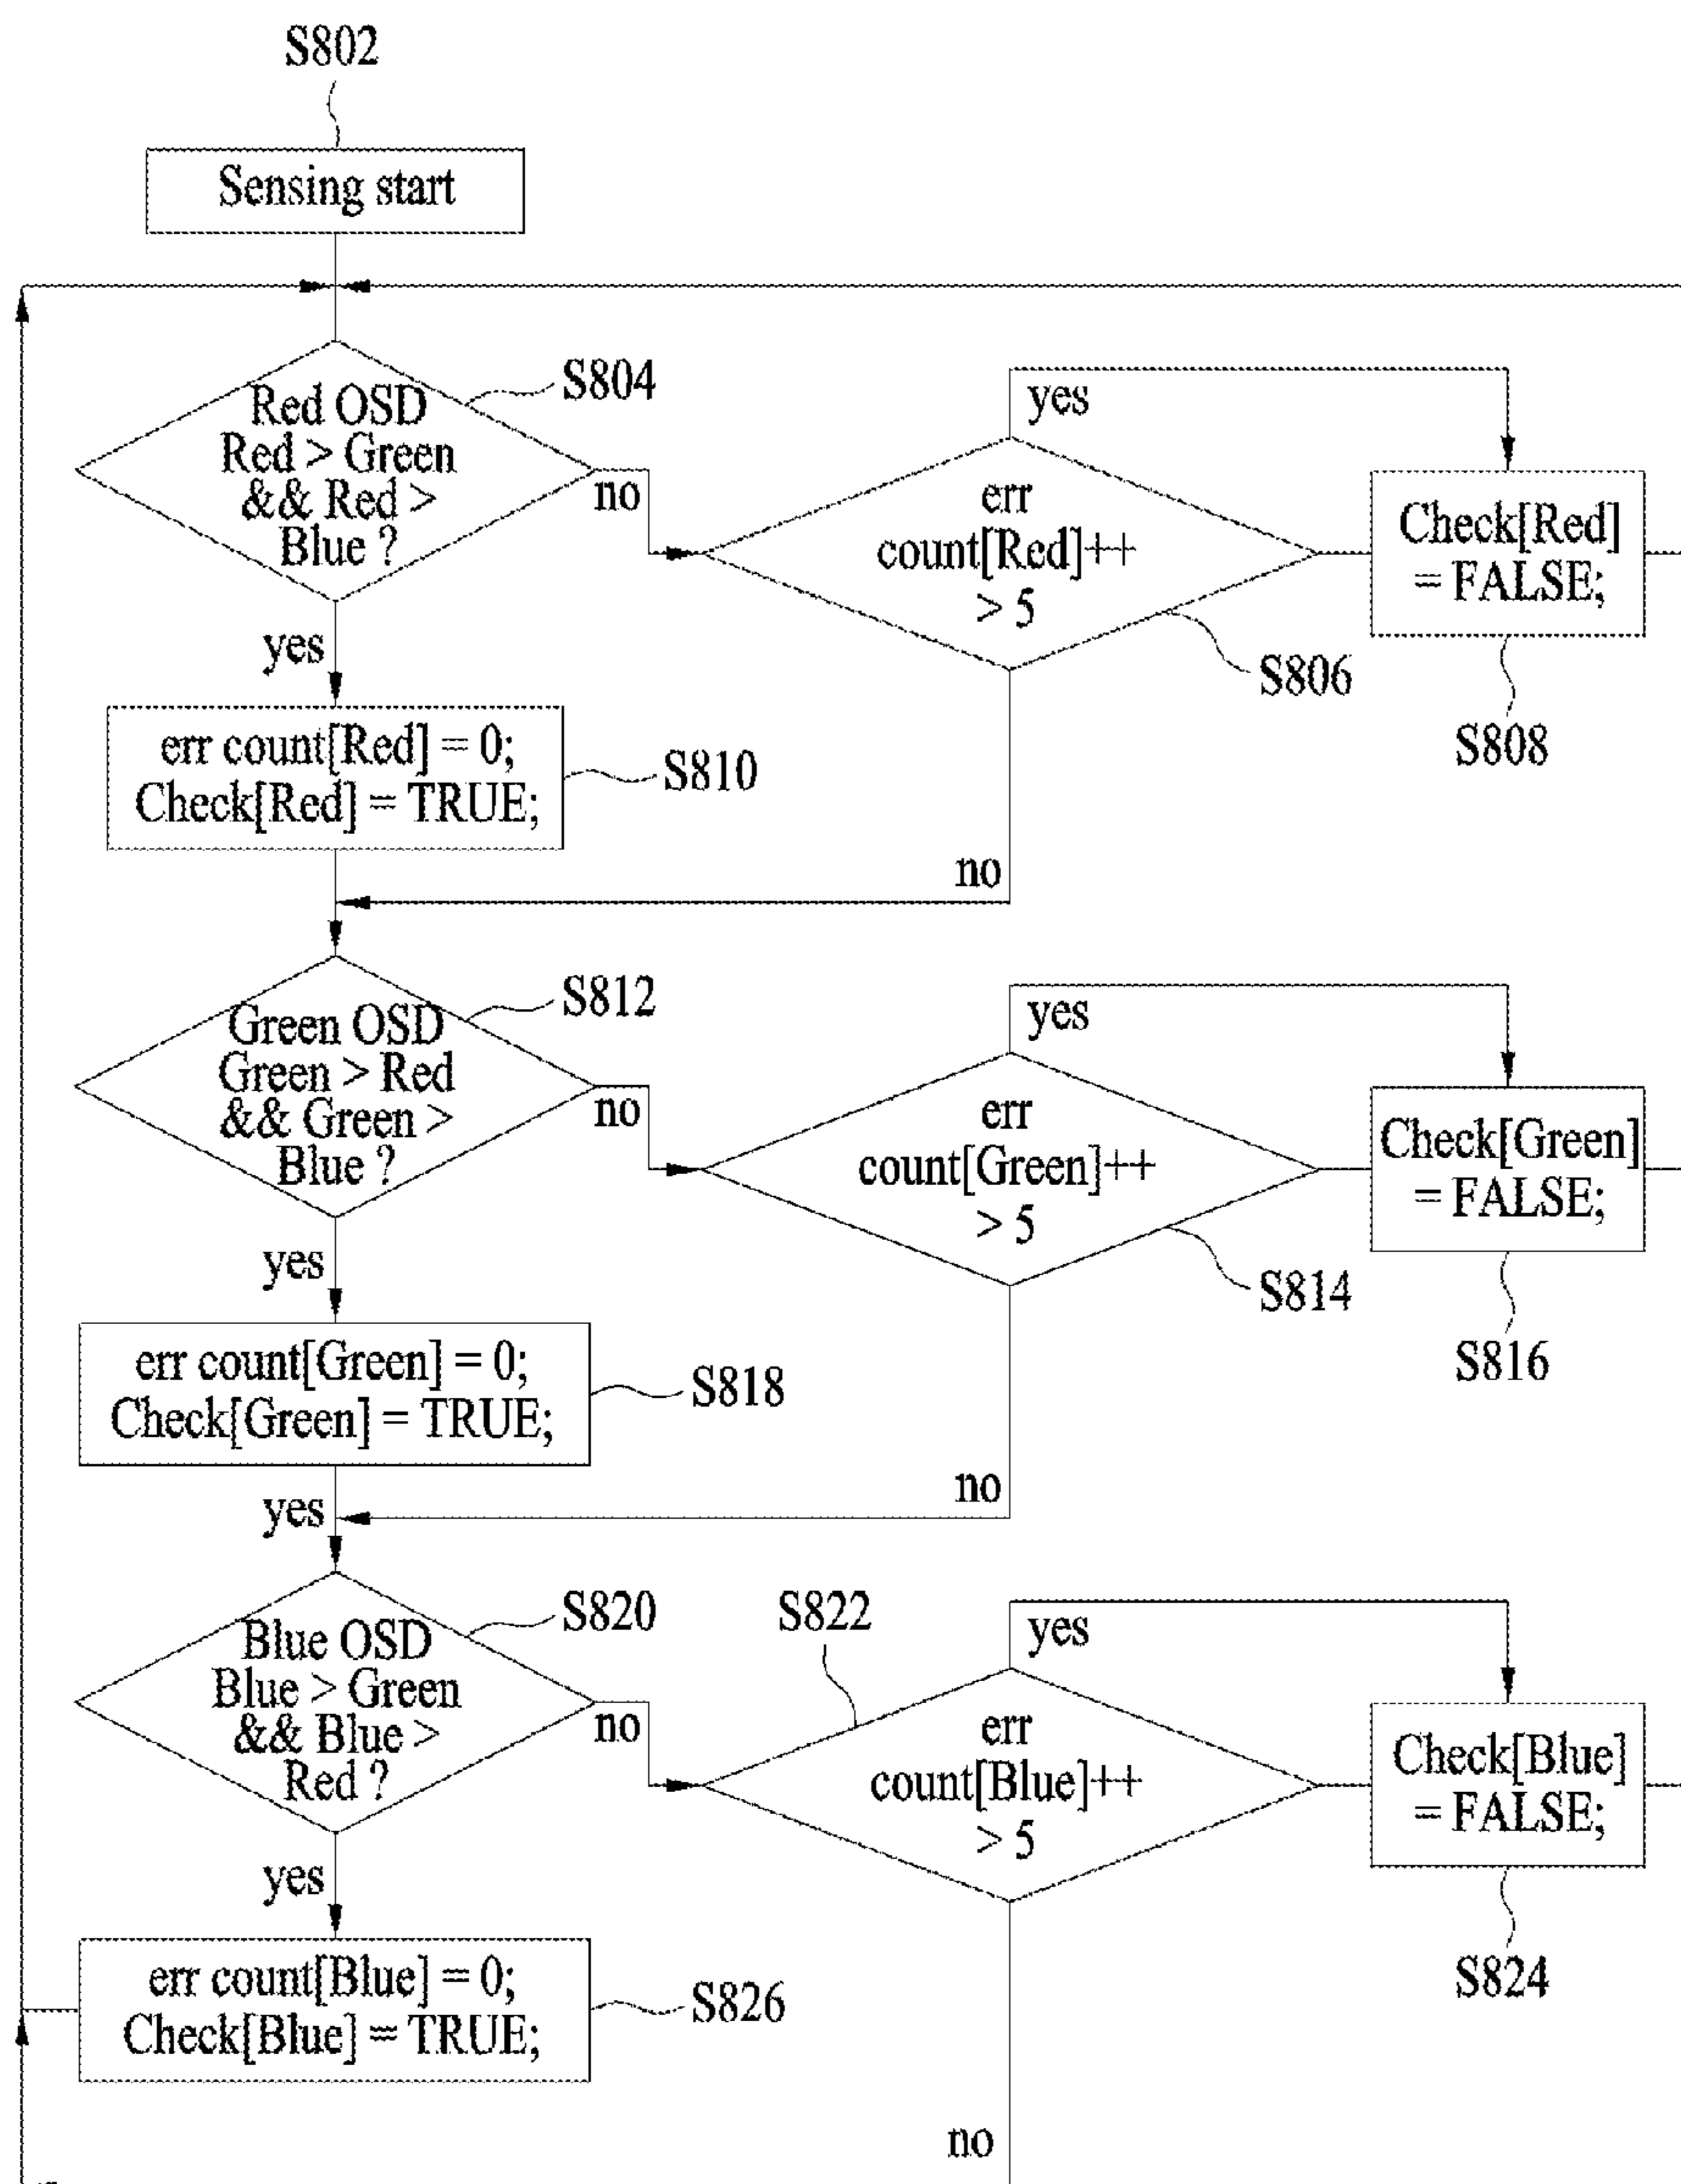 S802
Sensing start
S804
Red OSD
Red > Green
&& Red >
Blue ?
no
yes
err
count[Red]++
> 5
yes
S806
Check[Red]
= FALSE;
S808
err count[Red] = 0;
Check[Red] = TRUE;
S810
no
S812
Green OSD
Green > Red
&& Green >
Blue ?
no
yes
err
count[Green]++
> 5
yes
S814
Check[Green]
= FALSE;
S816
err count[Green] = 0;
Check[Green] = TRUE;
S818
no
yes
S820
Blue OSD
Blue > Green
&& Blue >
Red ?
no
yes
S822
err
count[Blue]++
> 5
yes
Check[Blue]
= FALSE;
S824
err count[Blue] = 0;
Check[Blue] = TRUE;
S826
no